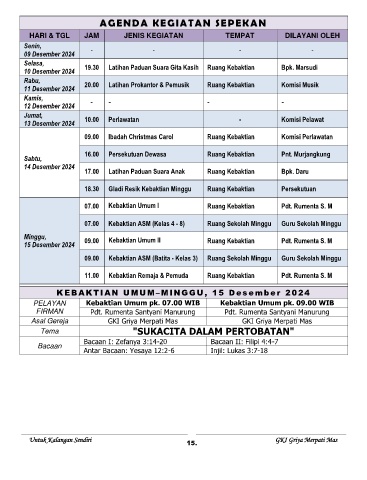 AGENDA KEGIATAN SEPEKAN
HARI & TGL JAM JENIS KEGIATAN TEMPAT DILAYANI OLEH
Senin,
09 Desember 2024 - - - -
Selasa,
10 Desember 2024 19.30 Latihan Paduan Suara Gita Kasih Ruang Kebaktian Bpk. Marsudi
Rabu,
11 Desember 2024 20.00 Latihan Prokantor & Pemusik Ruang Kebaktian Komisi Musik
Kamis,
12 Desember 2024 - - - -
Jumat,
13 Desember 2024 10.00 Perlawatan - Komisi Pelawat
Sabtu,
14 Desember 2024
09.00 Ibadah Christmas Carol Ruang Kebaktian Komisi Perlawatan
16.00 Persekutuan Dewasa Ruang Kebaktian Pnt. Murjangkung
17.00 Latihan Paduan Suara Anak Ruang Kebaktian Bpk. Daru
18.30 Gladi Resik Kebaktian Minggu Ruang Kebaktian Persekutuan
Minggu,
15 Desember 2024
07.00 Kebaktian Umum I Ruang Kebaktian Pdt. Rumenta S. M
07.00 Kebaktian ASM (Kelas 4 - 8) Ruang Sekolah Minggu Guru Sekolah Minggu
09.00 Kebaktian Umum II Ruang Kebaktian Pdt. Rumenta S. M
09.00 Kebaktian ASM (Batita - Kelas 3) Ruang Sekolah Minggu Guru Sekolah Minggu
11.00 Kebaktian Remaja & Pemuda Ruang Kebaktian Pdt. Rumenta S. M
KEBAKTIAN UMUM–MINGGU, 15 Desember 2024
PELAYAN FIRMAN
Kebaktian Umum pk. 07.00 WIB Kebaktian Umum pk. 09.00 WIB
Pdt. Rumenta Santyani Manurung Pdt. Rumenta Santyani Manurung
Asal Gereja GKI Griya Merpati Mas GKI Griya Merpati Mas
Tema "SUKACITA DALAM PERTOBATAN"
Bacaan
Bacaan I: Zefanya 3:14-20 Bacaan II: Filipi 4:4-7
Antar Bacaan: Yesaya 12:2-6 Injil: Lukas 3:7-18
Untuk Kalangan Sendiri 15. GKI Griya Merpati Mas